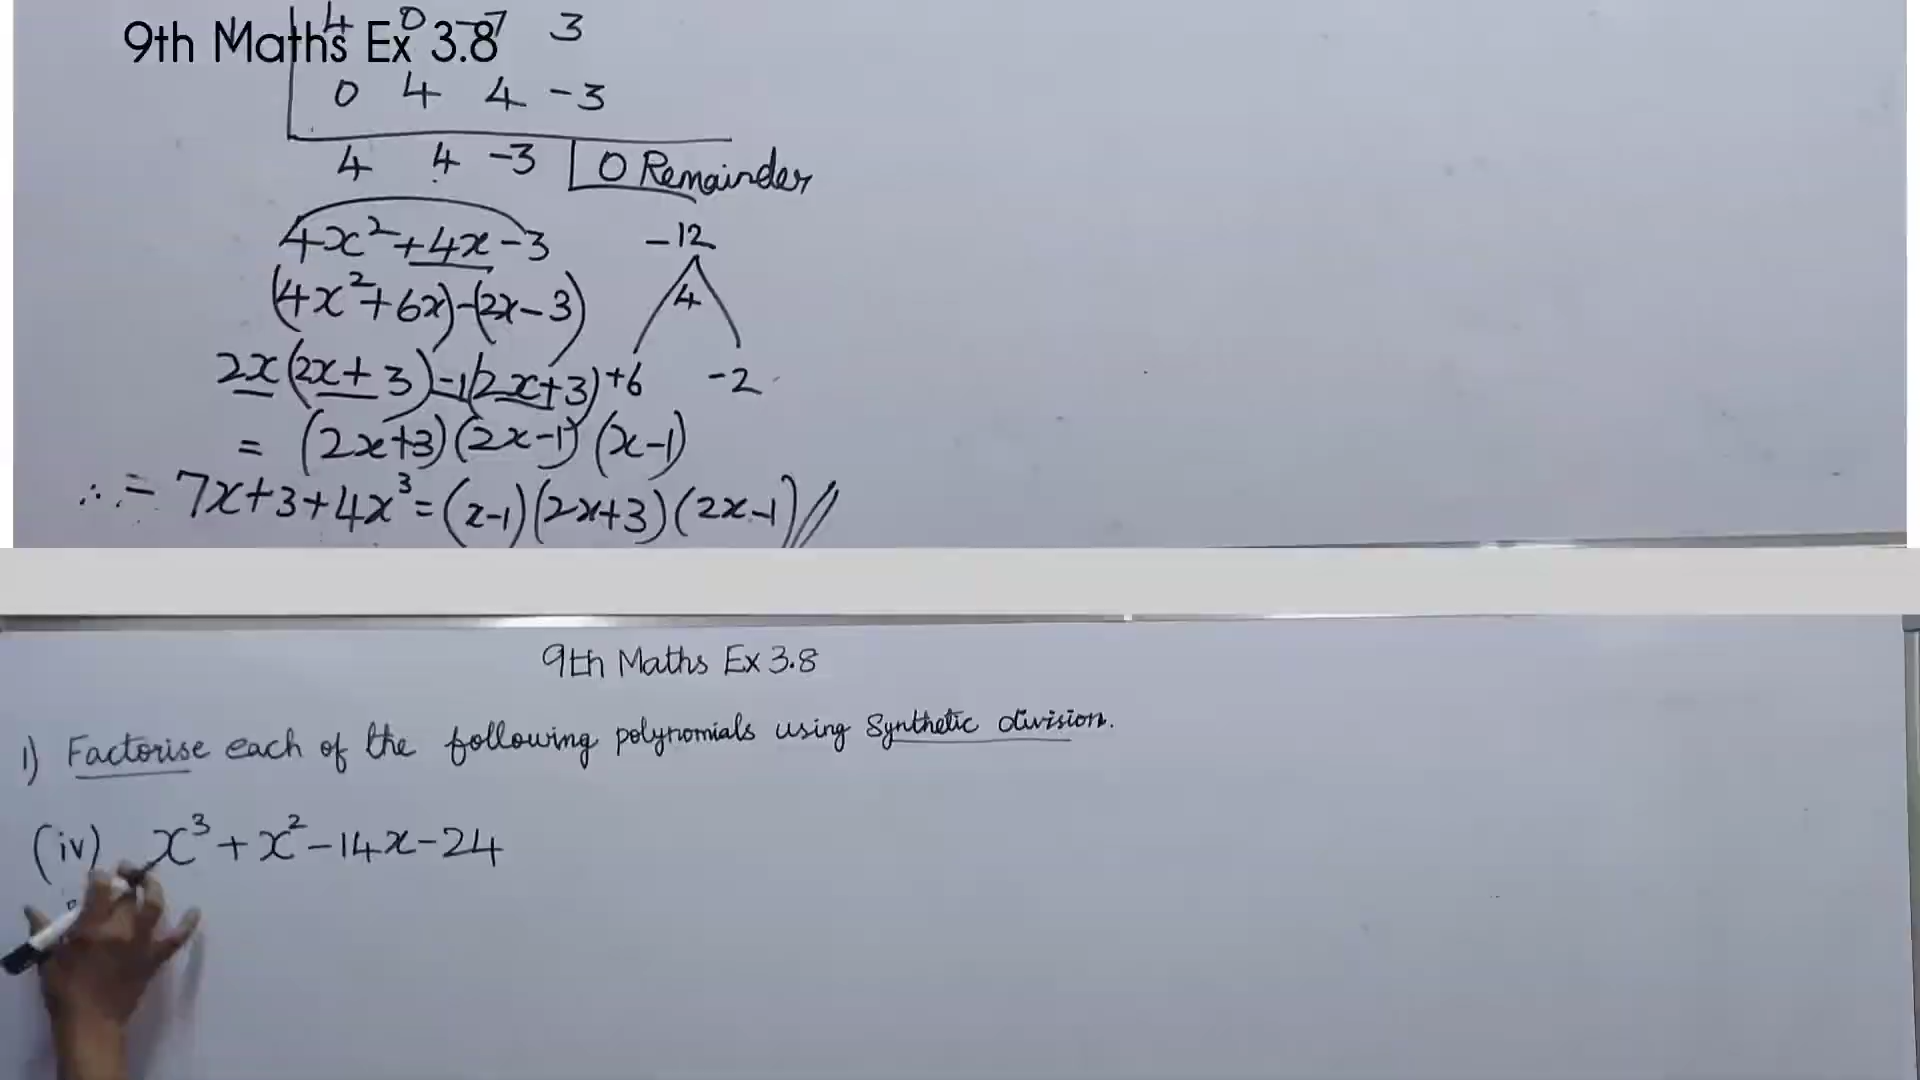 9th Maths Ex 3.8
4 0 -7 3
0 4 4 -3
4 4 -3 0 Remainder
4x²+4x-3 -12
(4x²+6x)-(2x-3) 4
2x(2x+3)-1(2x+3) +6 -2
= (2x+3)(2x-1)(x-1)
∴ = 7x+3+4x³=(x-1)(2x+3)(2x-1)//
9th Maths Ex 3.8
1) Factorise each of the following polynomials using Synthetic division.
(iv) x³+x²-14x-24